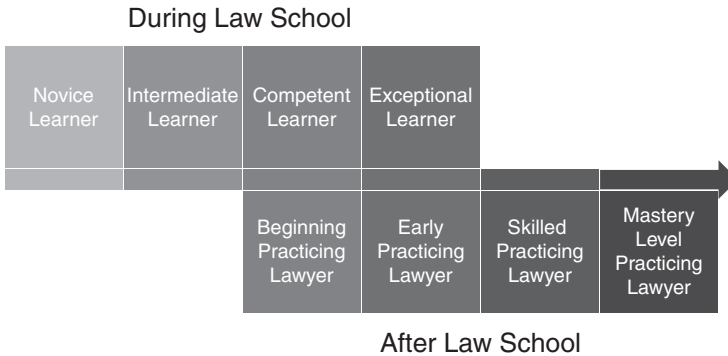 During Law School
Novice
Learner
Intermediate
Learner
Competent
Learner
Exceptional
Learner
Beginning
Practicing
Lawyer
Early
Practicing
Lawyer
Skilled
Practicing
Lawyer
Mastery
Level
Practicing
Lawyer
After Law School